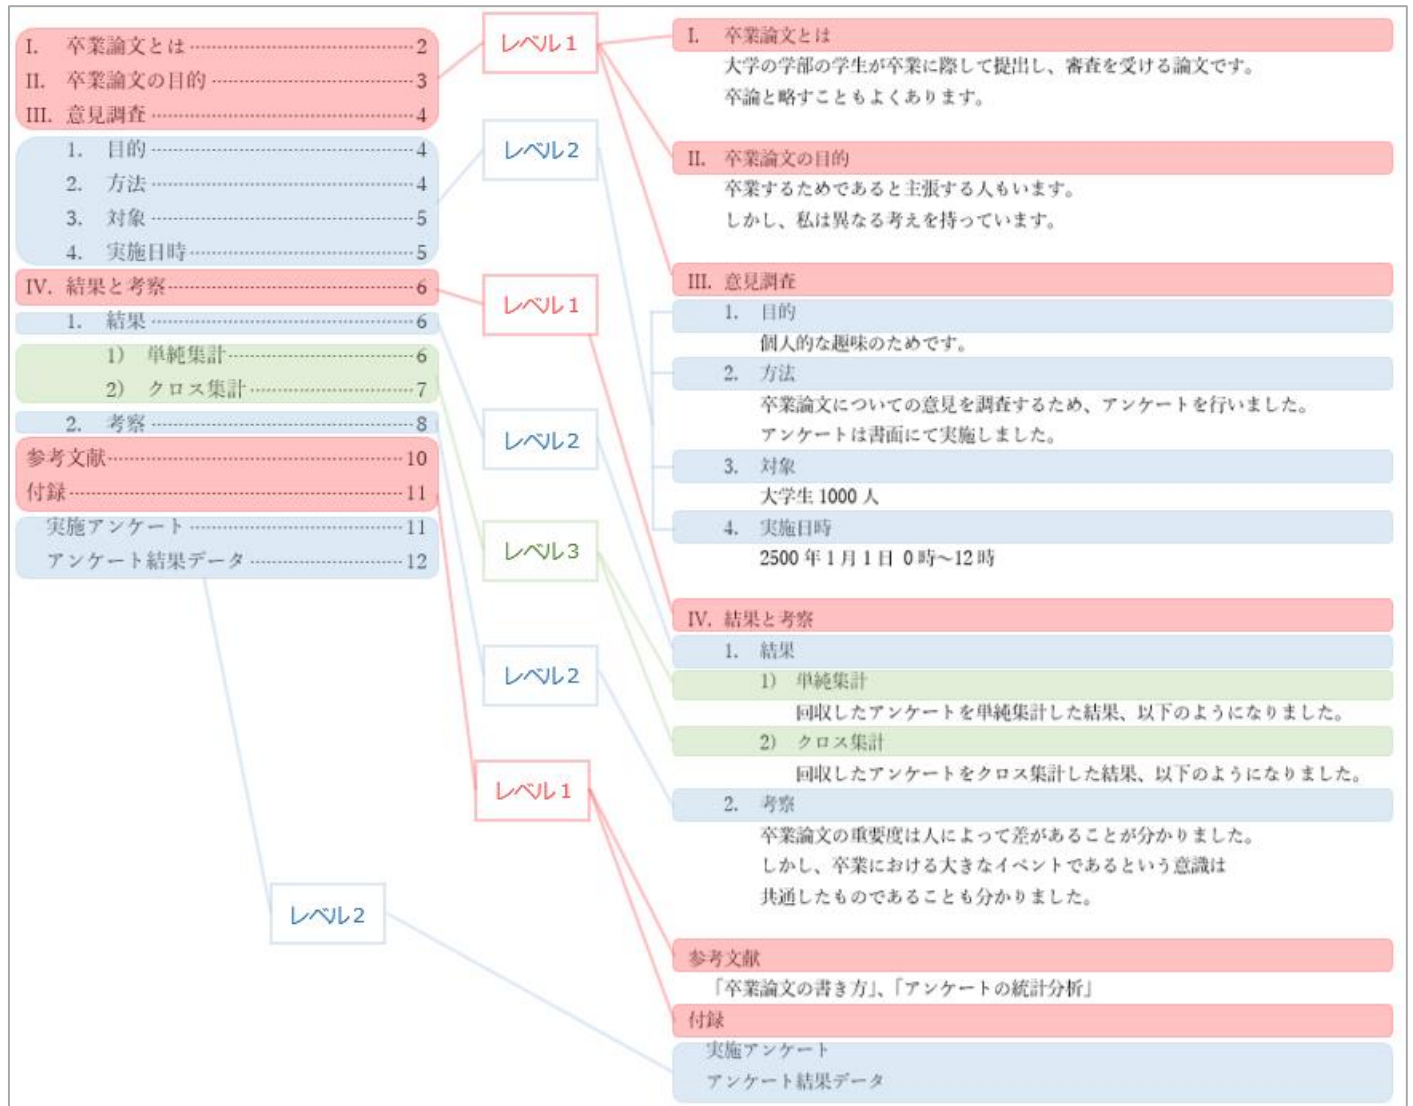 I. 卒業論文とは 2
II. 卒業論文の目的 3
III. 意見調査 4
1. 目的 4
2. 方法 4
3. 対象 5
4. 実施日時 5
IV. 結果と考察 6
1. 結果 6
1) 単純集計 6
2) クロス集計 7
2. 考察 8
参考文献 10
付録 11
実施アンケート 11
アンケート結果データ 12
レベル1
レベル2
レベル1
レベル2
レベル3
レベル2
レベル1
レベル2
I. 卒業論文とは
大学の学部の学生が卒業に際して提出し、審査を受ける論文です。
卒論と略すこともよくあります。
II. 卒業論文の目的
卒業するためであると主張する人もいます。
しかし、私は異なる考えを持っています。
III. 意見調査
1. 目的
個人的な趣味のためです。
2. 方法
卒業論文についての意見を調査するため、アンケートを行いました。
アンケートは書面にて実施しました。
3. 対象
大学生 1000 人
4. 実施日時
2500 年 1 月 1 日 0 時～12 時
IV. 結果と考察
1. 結果
1) 単純集計
回収したアンケートを単純集計した結果、以下のようになりました。
2) クロス集計
回収したアンケートをクロス集計した結果、以下のようになりました。
2. 考察
卒業論文の重要度は人によって差があることが分かりました。
しかし、卒業における大きなイベントであるという意識は
共通したものであることも分かりました。
参考文献
「卒業論文の書き方」、「アンケートの統計分析」
付録
実施アンケート
アンケート結果データ